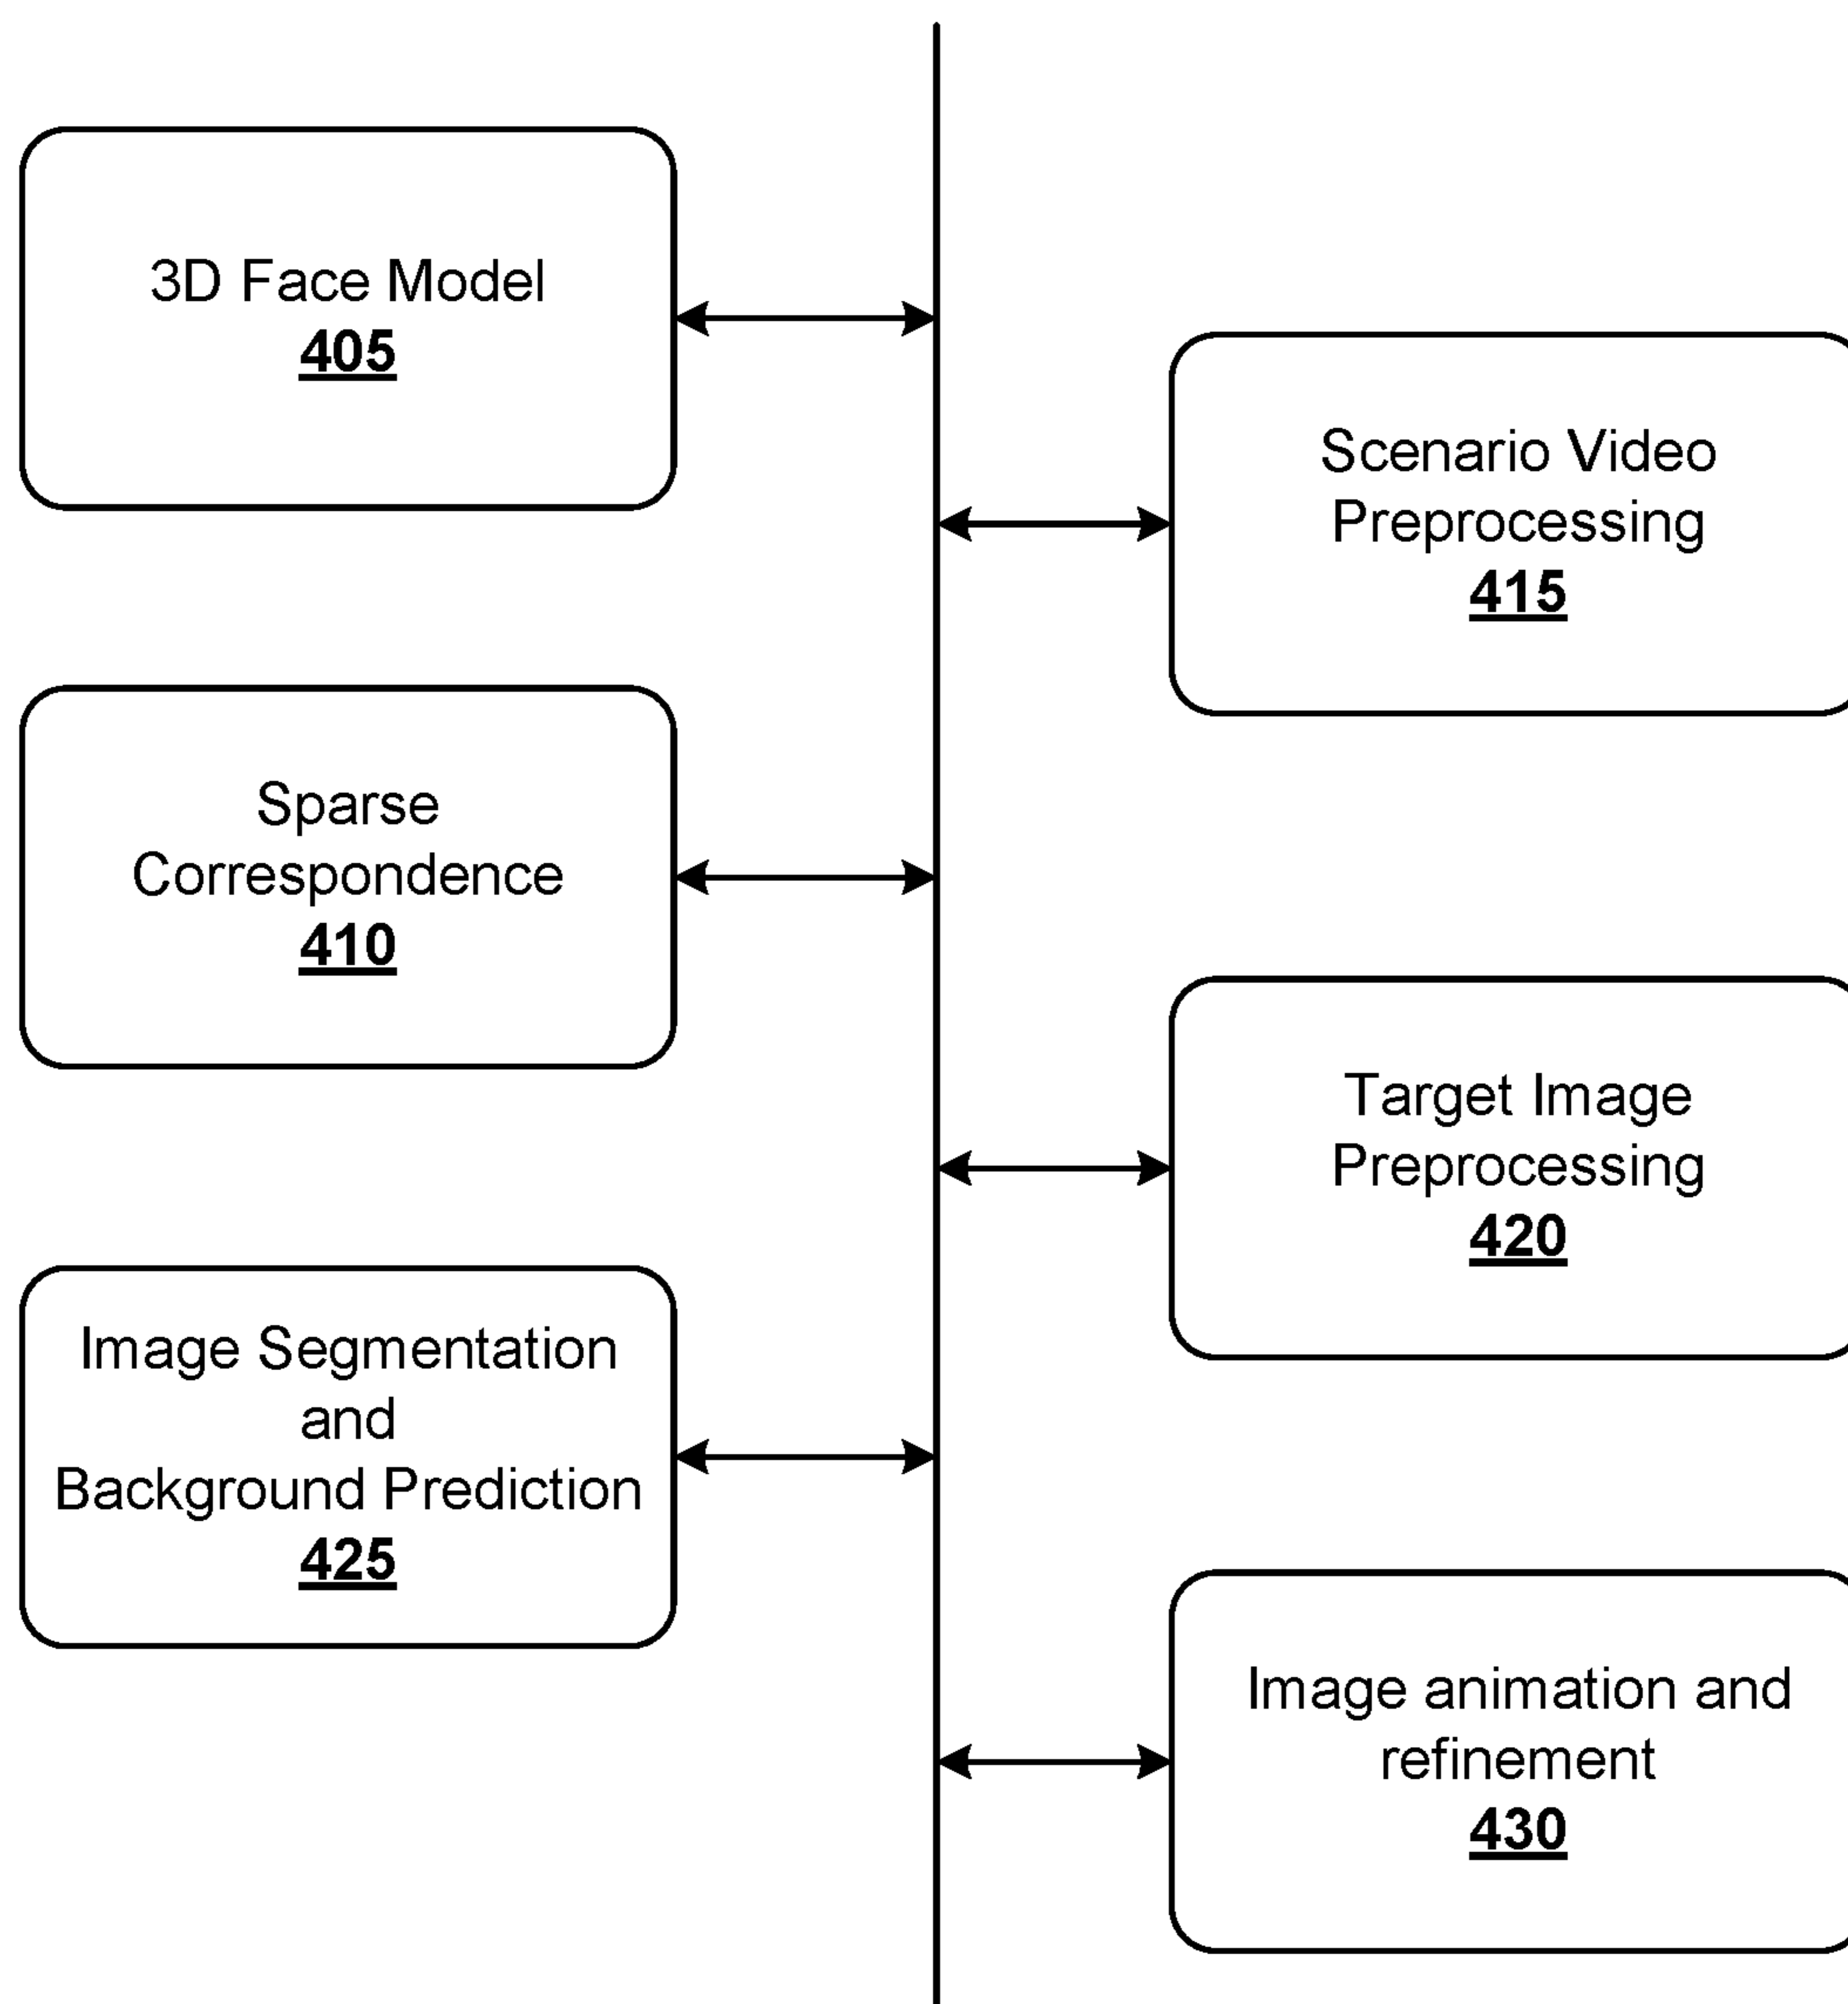 3D Face Model
405
Scenario Video
Preprocessing
415
Sparse
Correspondence
410
Target Image
Preprocessing
420
Image Segmentation
and
Background Prediction
425
Image animation and
refinement
430